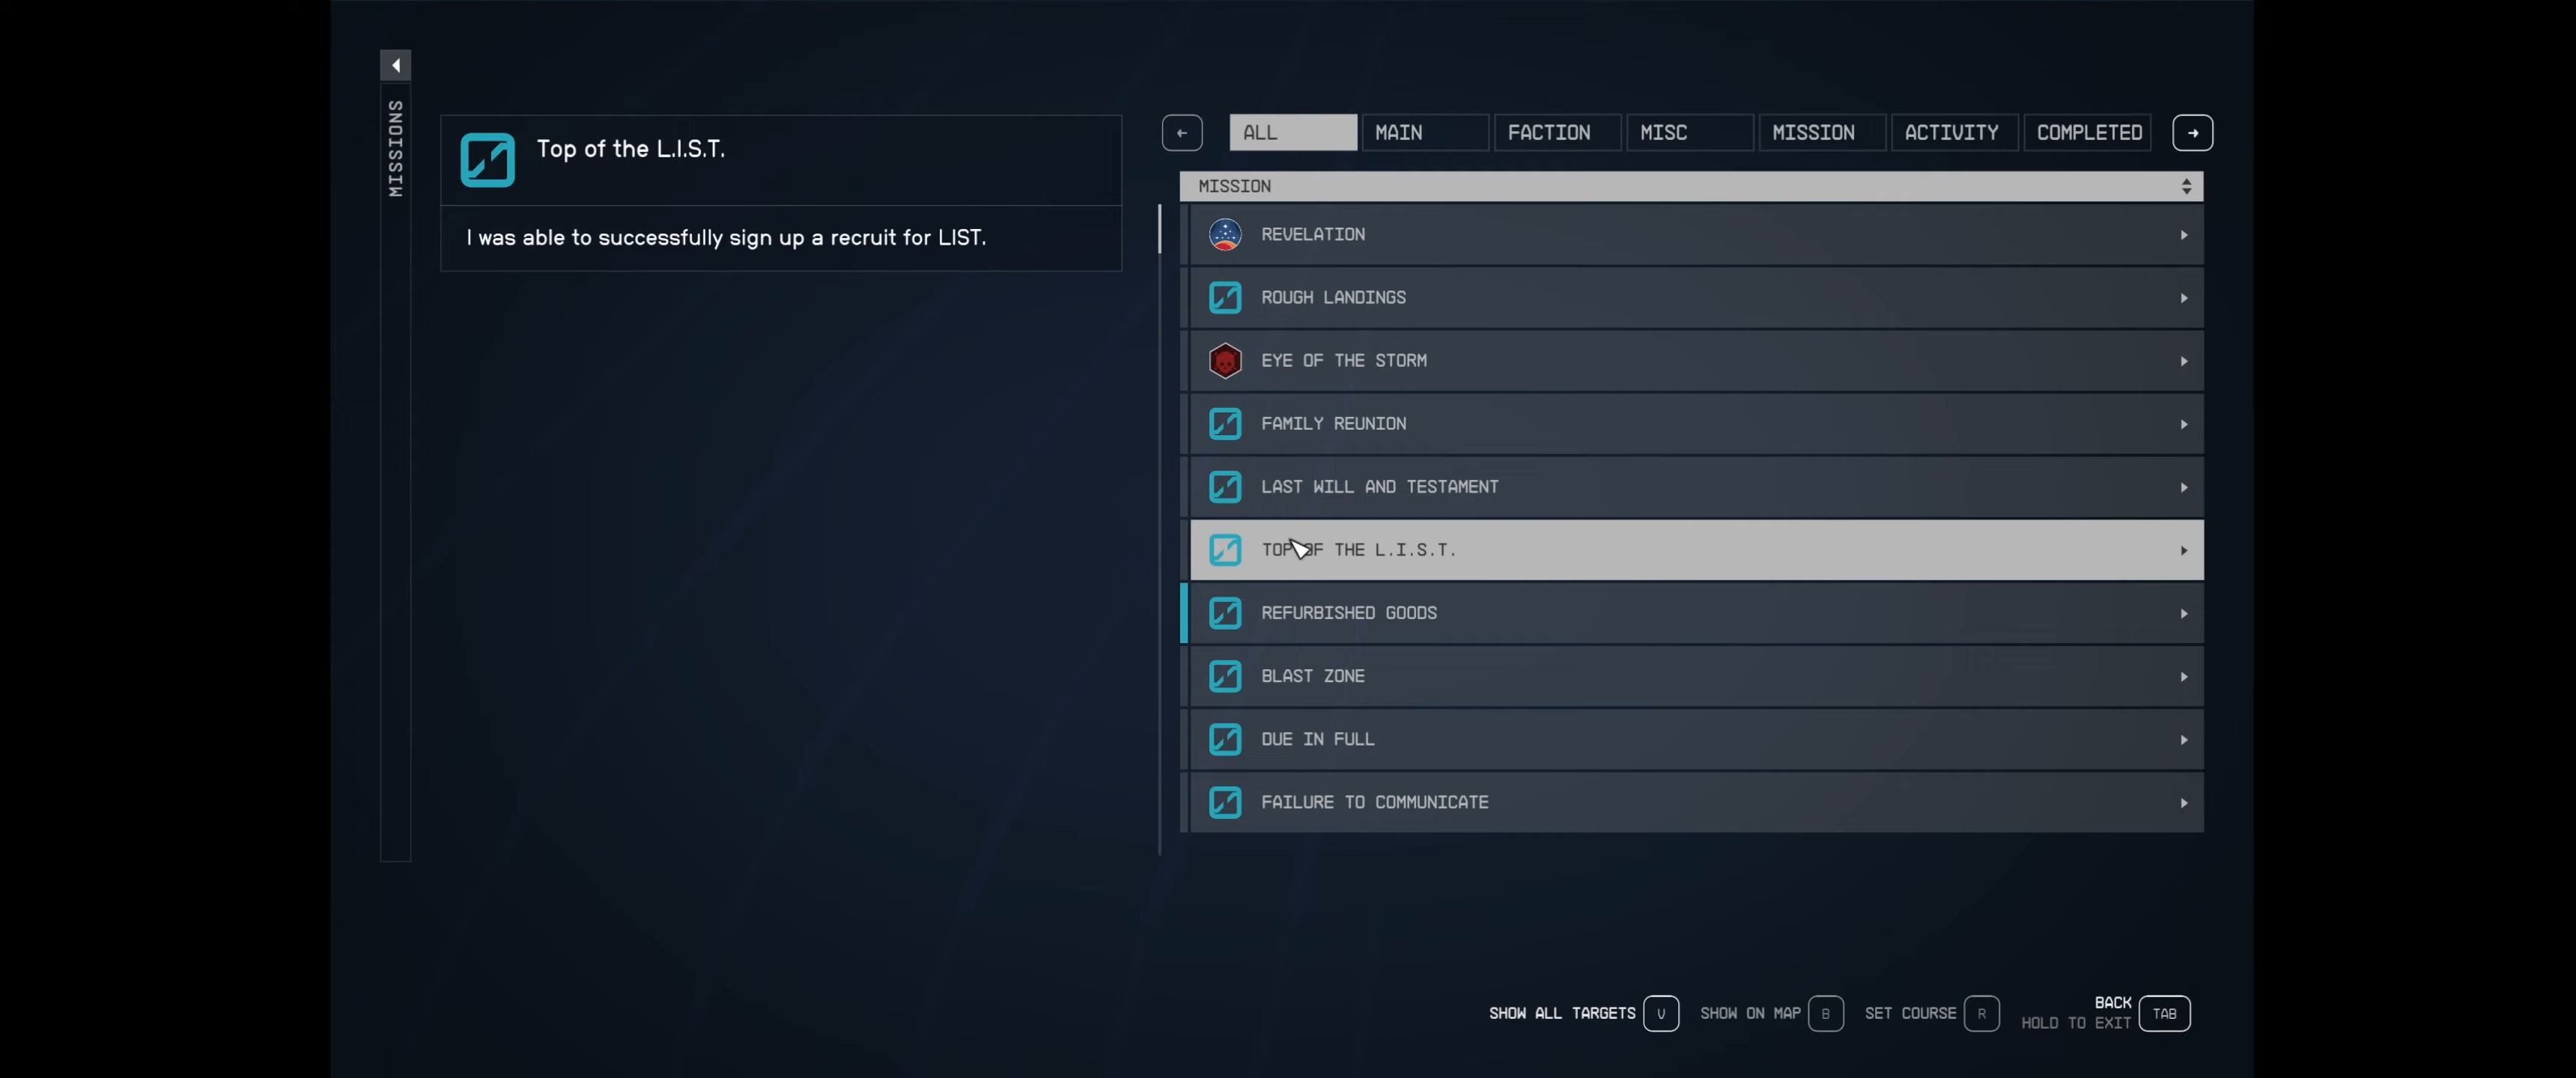 MISSIONS
Top of the L.I.S.T.
I was able to successfully sign up a recruit for LIST.
ALL MAIN FACTION MISC MISSION ACTIVITY COMPLETED
MISSION
REVELATION
ROUGH LANDINGS
EYE OF THE STORM
FAMILY REUNION
LAST WILL AND TESTAMENT
TOP OF THE L.I.S.T.
REFURBISHED GOODS
BLAST ZONE
DUE IN FULL
FAILURE TO COMMUNICATE
SHOW ALL TARGETS V SHOW ON MAP B SET COURSE R BACK TAB
HOLD TO EXIT